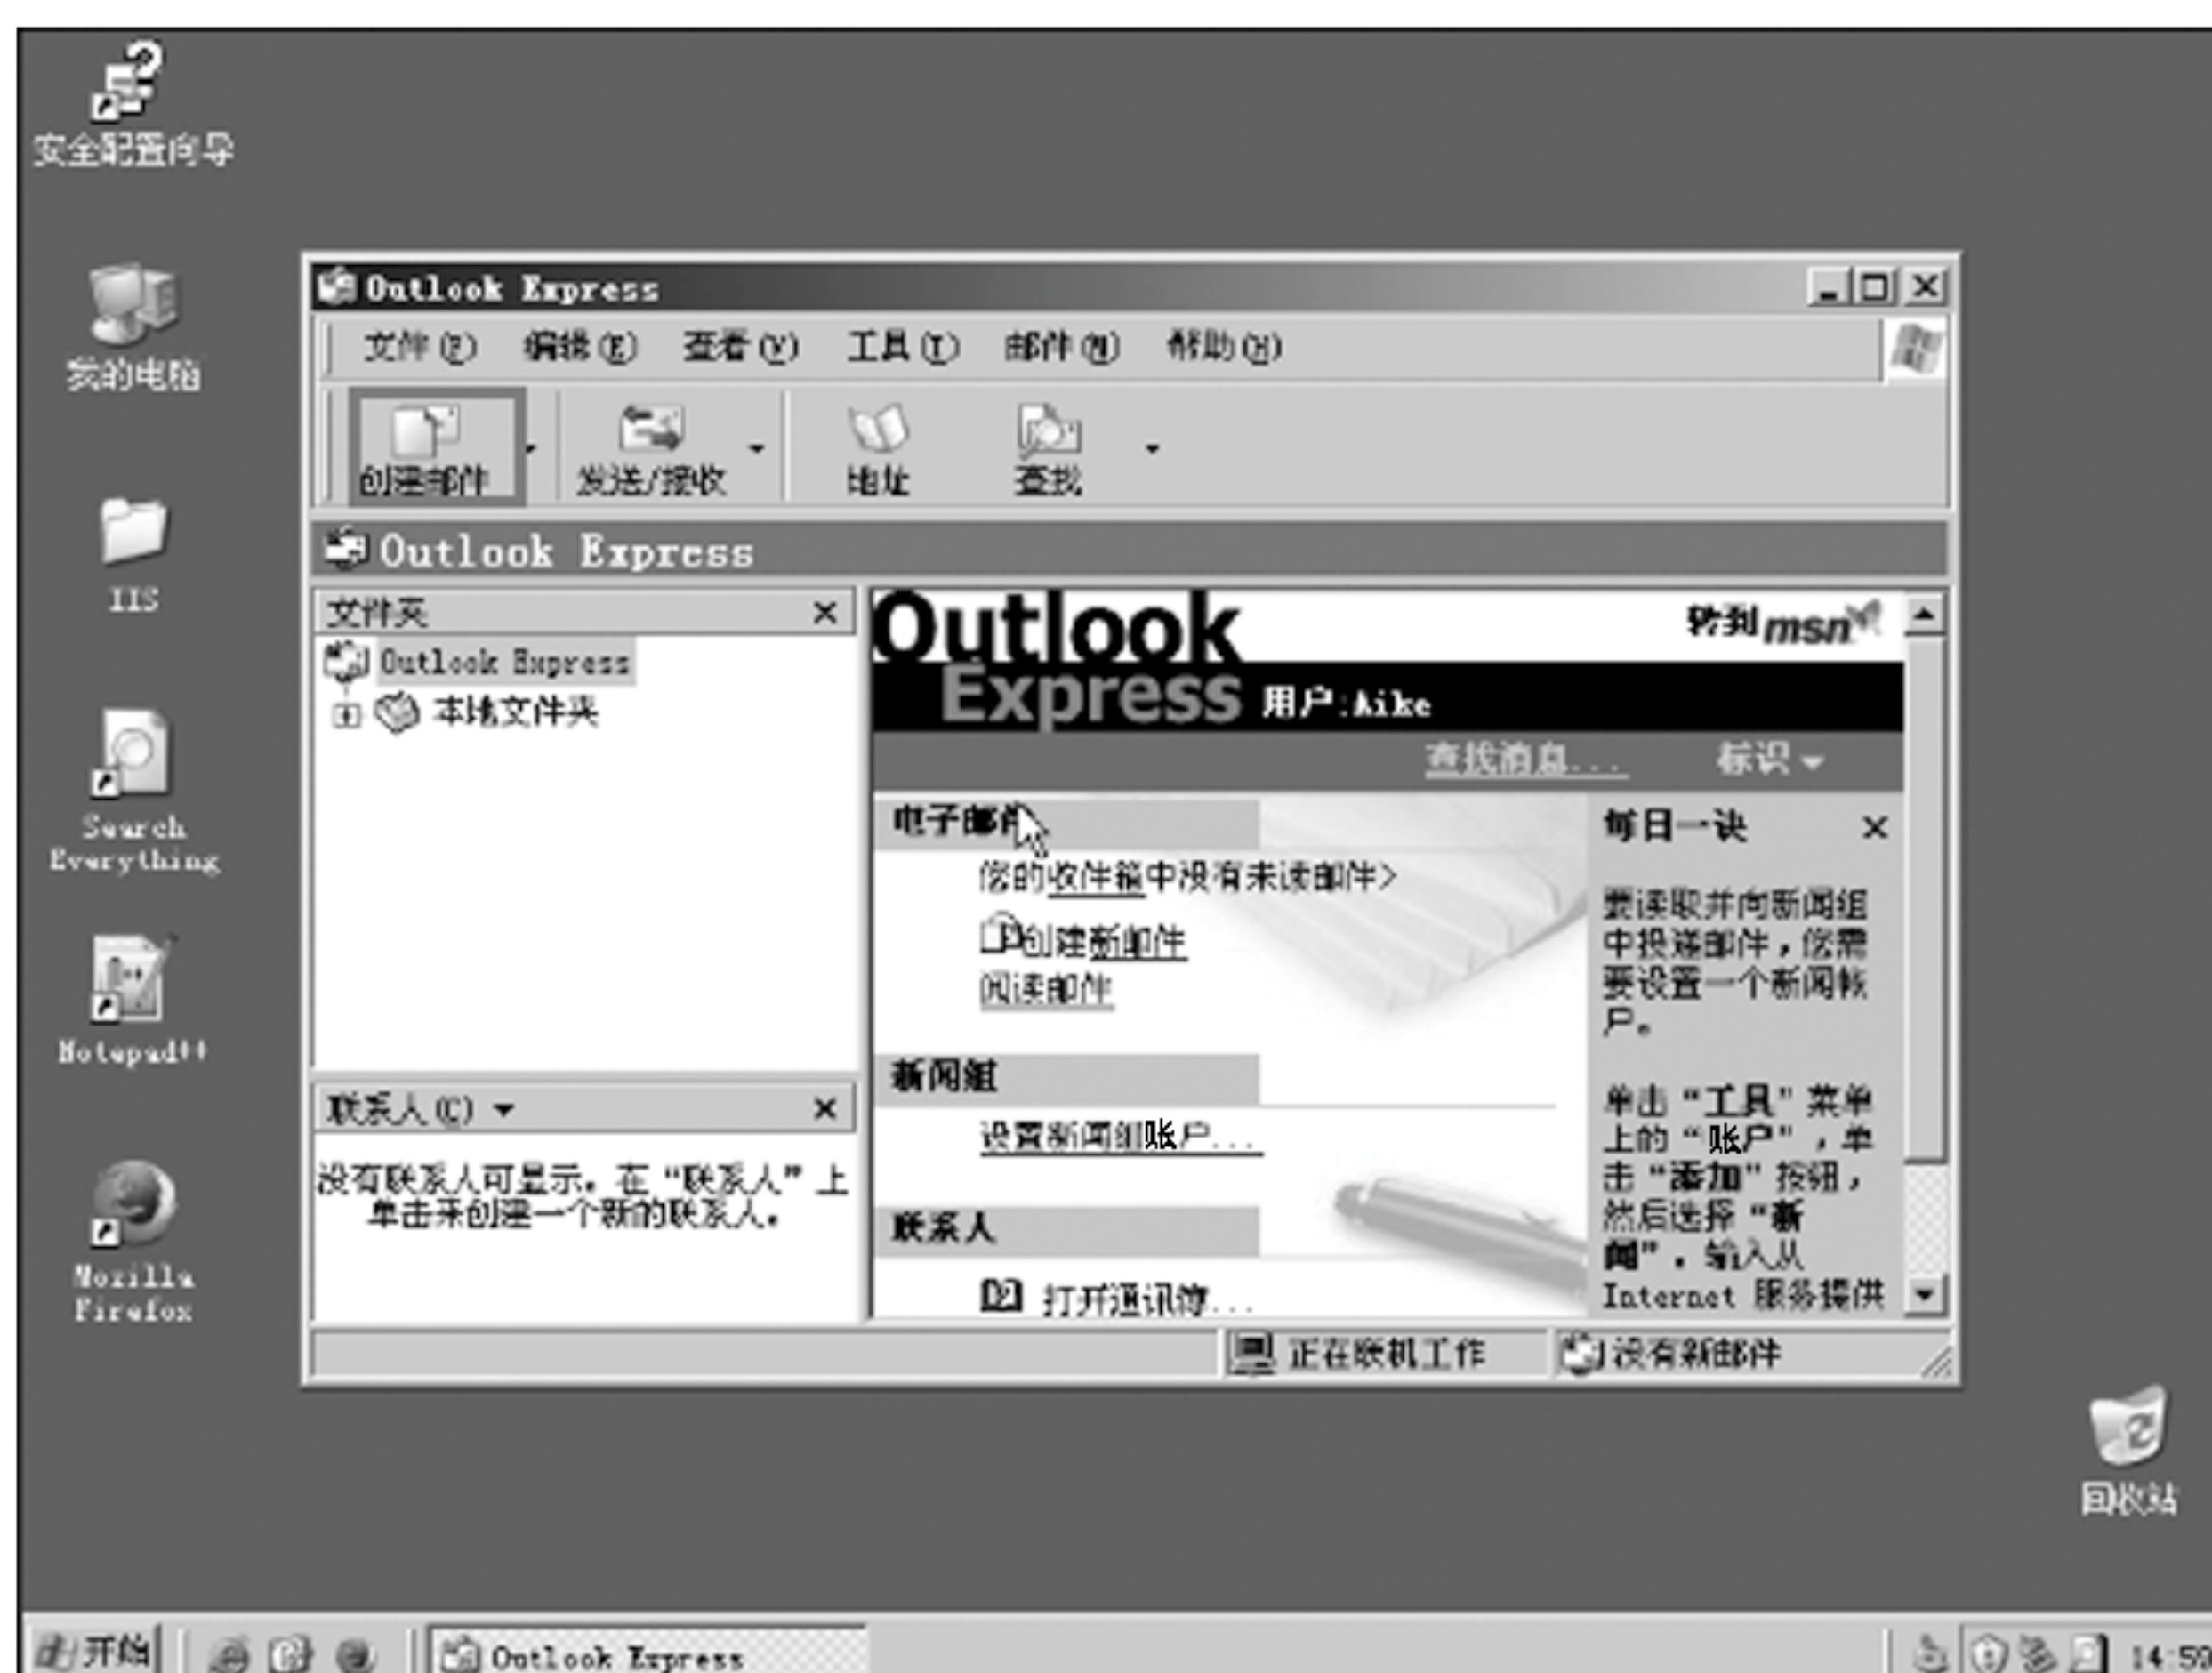 安全配置向导
我的电脑
IIS
Search
Everything
Notepad++
Mozilla
Firefox
Outlook Express
文件(F) 编辑(E) 查看(V) 工具(T) 邮件(M) 帮助(H)
创建邮件 发送/接收 地址 查找
Outlook Express
文件夹
Outlook Express
本地文件夹
联系人(C)
没有联系人可显示。在“联系人”上
单击来创建一个新的联系人。
Outlook
Express 用户:Aike
转到 msn
查找消息... 标识
电子邮件
您的收件箱中没有未读邮件>
创建新邮件
阅读邮件
新闻组
设置新闻组账户...
联系人
打开通讯簿...
每日一诀
要读取并向新闻组
中投递邮件，您需
要设置一个新闻帐
户。
单击“工具”菜单
上的“账户”，单
击“添加”按钮，
然后选择“新
闻”。输入从
Internet 服务提供
正在联机工作 没有新邮件
回收站
开始 Outlook Express 14:59